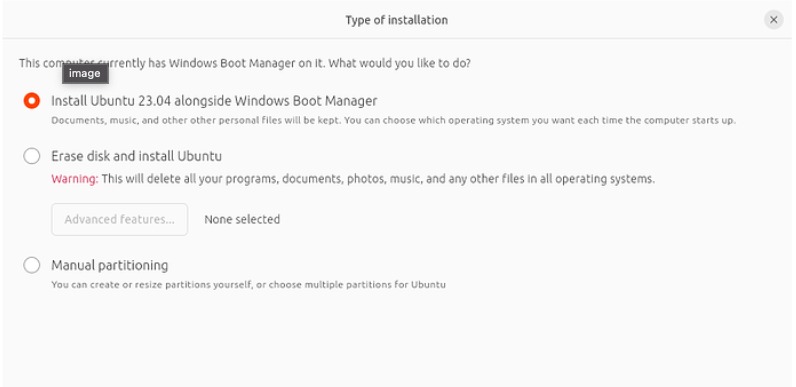 Type of installation
This computer currently has Windows Boot Manager on it. What would you like to do?
image
Install Ubuntu 23.04 alongside Windows Boot Manager
Documents, music, and other other personal files will be kept. You can choose which operating system you want each time the computer starts up.
Erase disk and install Ubuntu
Warning: This will delete all your programs, documents, photos, music, and any other files in all operating systems.
Advanced features... None selected
Manual partitioning
You can create or resize partitions yourself, or choose multiple partitions for Ubuntu